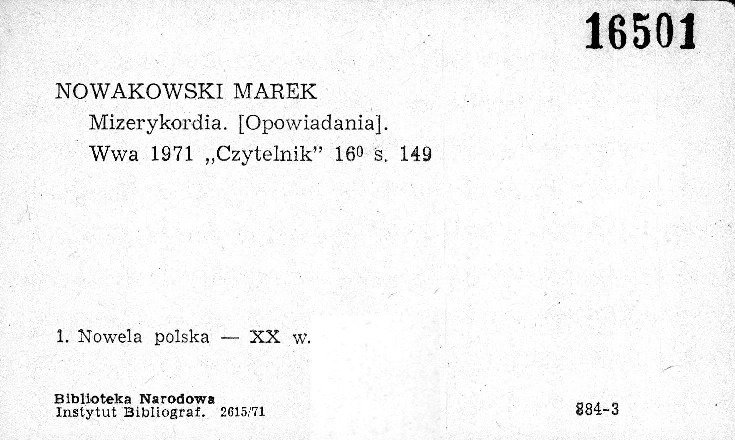 16501
NOWAKOWSKI MAREK
Mizerykordia. [Opowiadania].
Wwa 1971 „Czytelnik” 16⁰ s. 149
1. Nowela polska — XX w.
Biblioteka Narodowa
Instytut Bibliograf. 2615/71
884-3